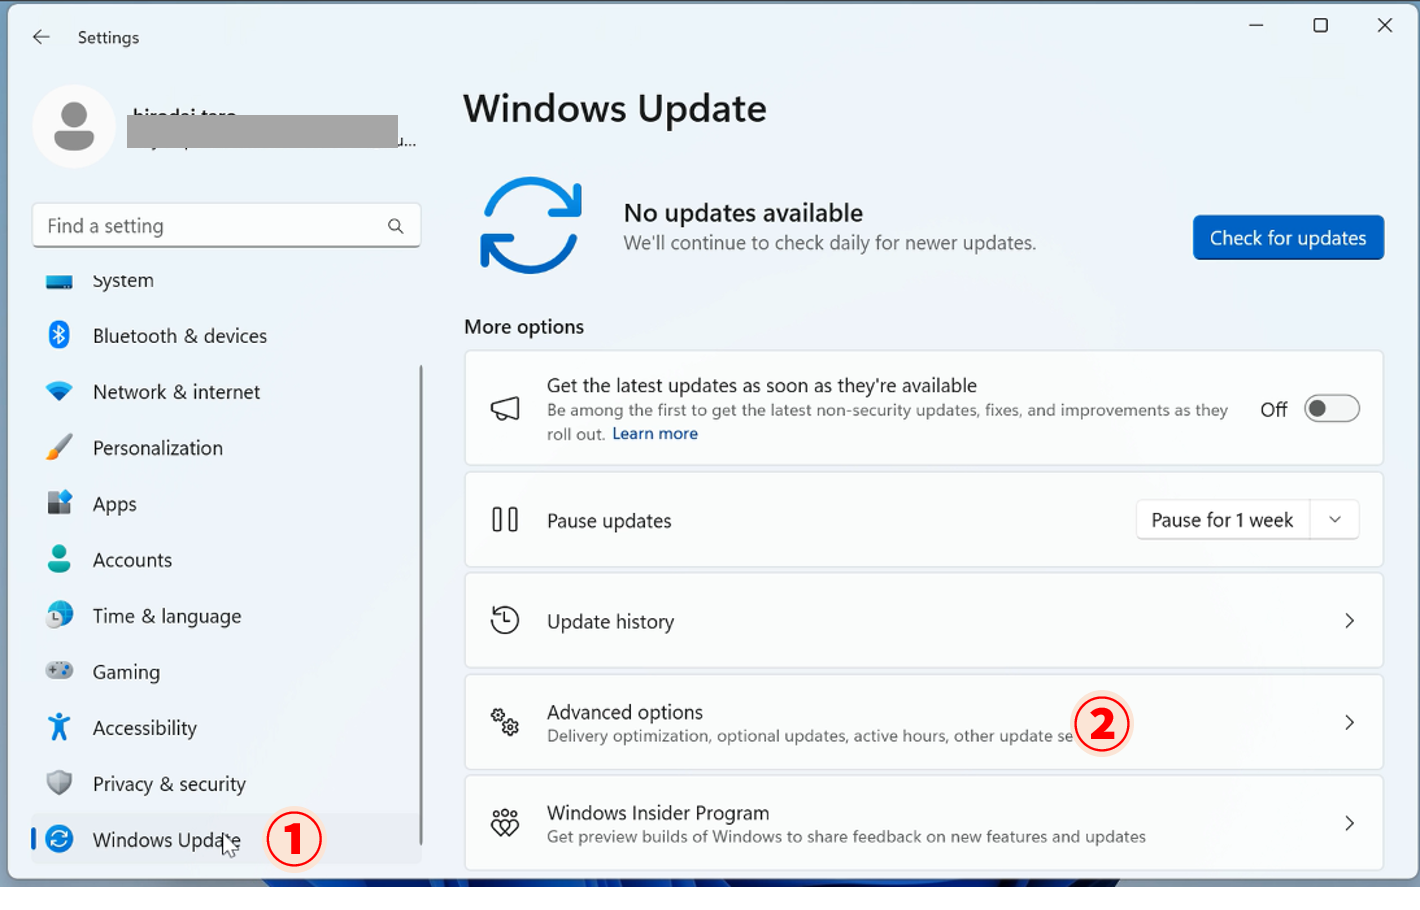 Settings
Find a setting
System
Bluetooth & devices
Network & internet
Personalization
Apps
Accounts
Time & language
Gaming
Accessibility
Privacy & security
Windows Update
1
Windows Update
No updates available
We'll continue to check daily for newer updates.
Check for updates
More options
Get the latest updates as soon as they're available
Be among the first to get the latest non-security updates, fixes, and improvements as they
roll out. Learn more
Off
Pause updates
Pause for 1 week
Update history
Advanced options
Delivery optimization, optional updates, active hours, other update se
2
Windows Insider Program
Get preview builds of Windows to share feedback on new features and updates